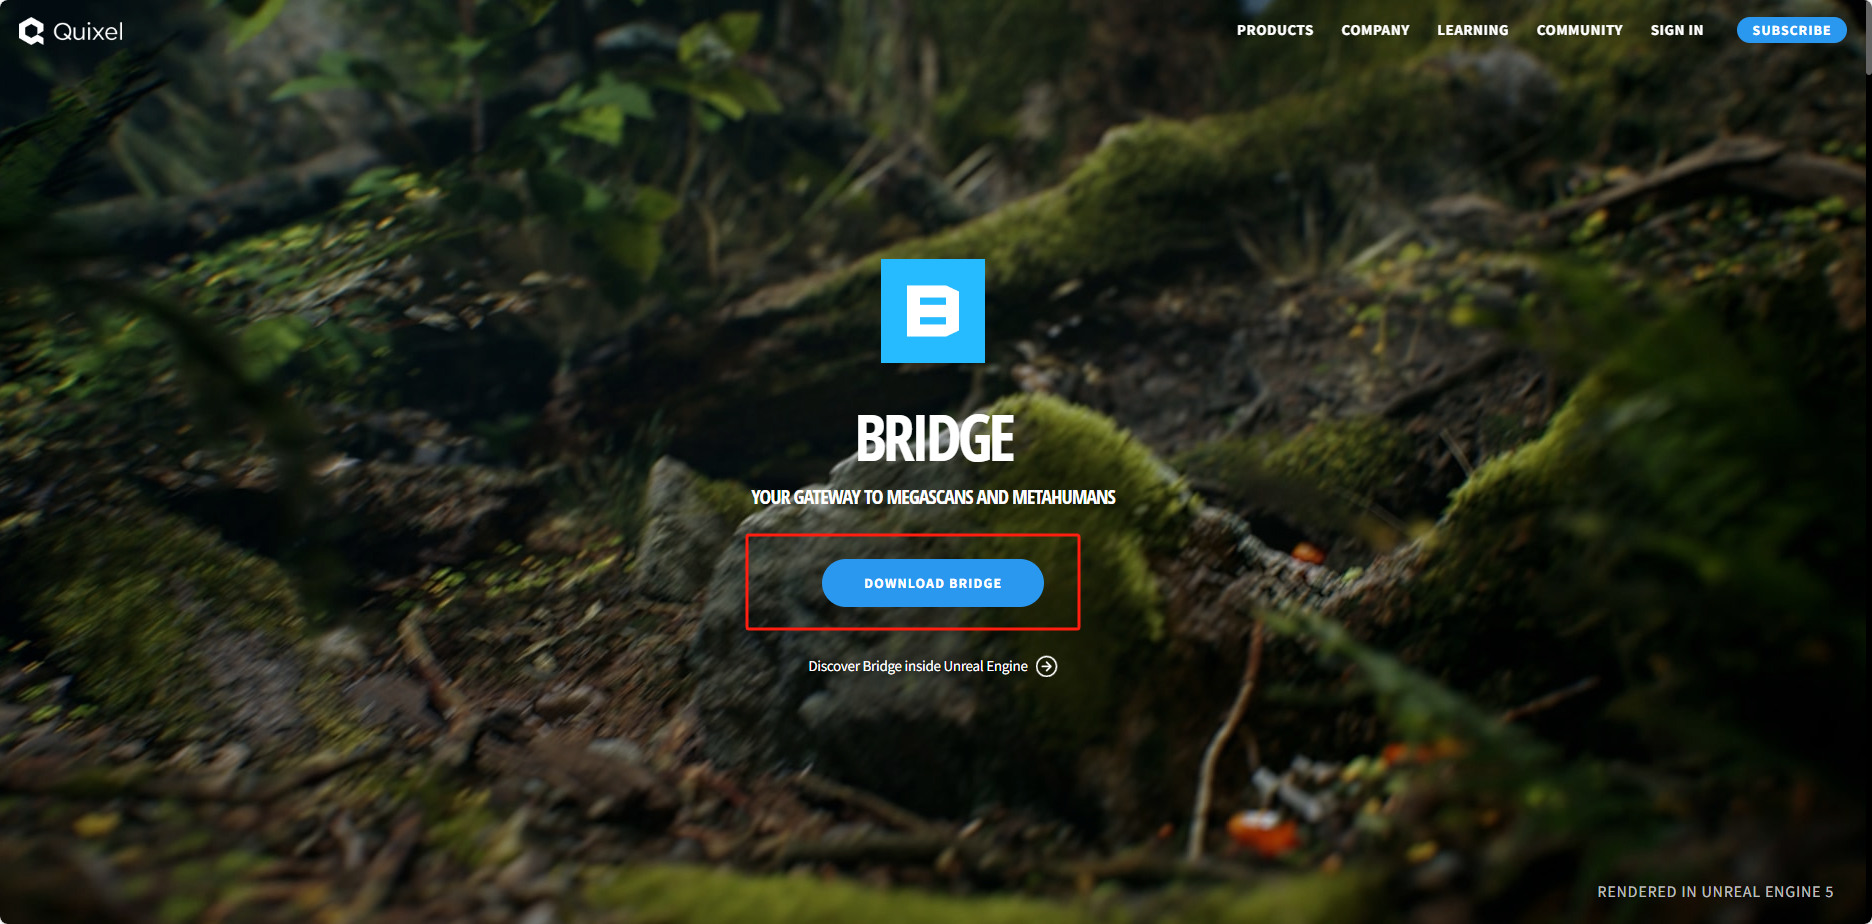 Quixel
PRODUCTS COMPANY LEARNING COMMUNITY SIGN IN SUBSCRIBE
B
BRIDGE
YOUR GATEWAY TO MEGASCANS AND METAHUMANS
DOWNLOAD BRIDGE
Discover Bridge inside Unreal Engine
RENDERED IN UNREAL ENGINE 5